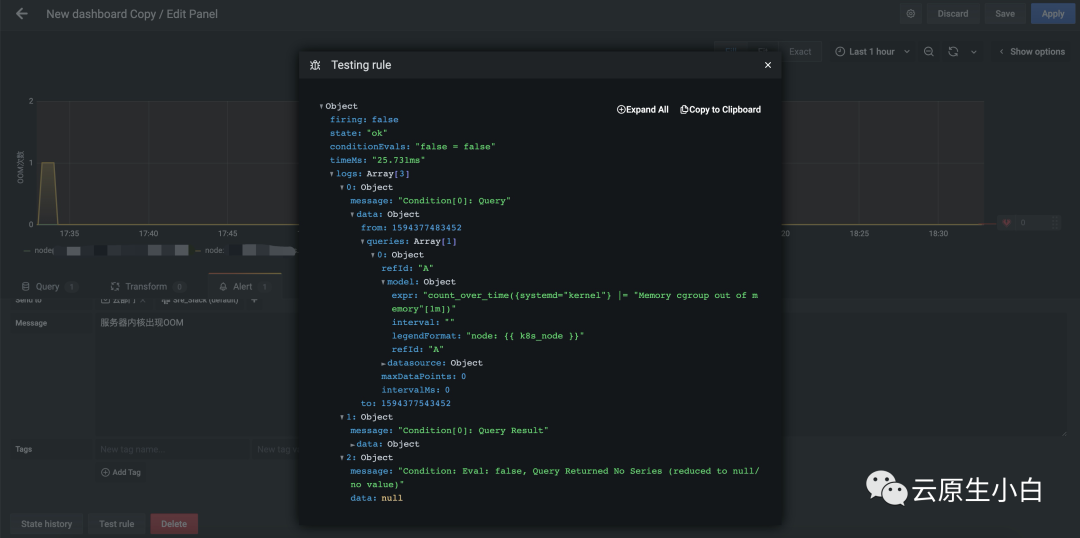 New dashboard Copy / Edit Panel
Discard
Save
Apply
Fill
Fit
Exact
Last 1 hour
Show options
Testing rule
Expand All
Copy to Clipboard
Object
firing: false
state: "ok"
conditionEvals: "false = false"
timeMs: "25.731ms"
logs: Array[3]
0: Object
message: "Condition[0]: Query"
data: Object
from: 1594377483452
queries: Array[1]
0: Object
refId: "A"
model: Object
expr: "count_over_time({systemd="kernel"} |= "Memory cgroup out of m
emory"[1m])"
interval: ""
legendFormat: "node: {{ k8s_node }}"
refId: "A"
datasource: Object
maxDataPoints: 0
intervalMs: 0
to: 1594377543452
1: Object
message: "Condition[0]: Query Result"
data: Object
2: Object
message: "Condition: Eval: false, Query Returned No Series (reduced to null/
no value)"
data: null
OOM次数
2
1
0
17:35
17:40
17:45
18:25
18:30
0
node:
Query 1
Transform 0
Alert 1
Send to
Message
服务器内核出现OOM
Tags
New tag name...
New tag
Add Tag
State history
Test rule
Delete
云原生小白